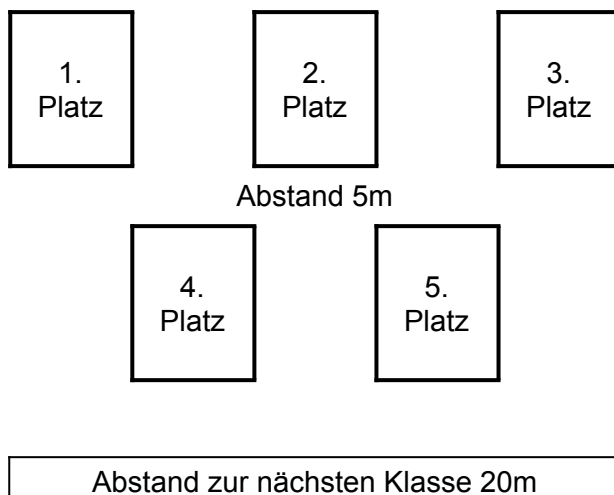 1.
Platz
2.
Platz
3.
Platz
Abstand 5m
4.
Platz
5.
Platz
Abstand zur nächsten Klasse 20m